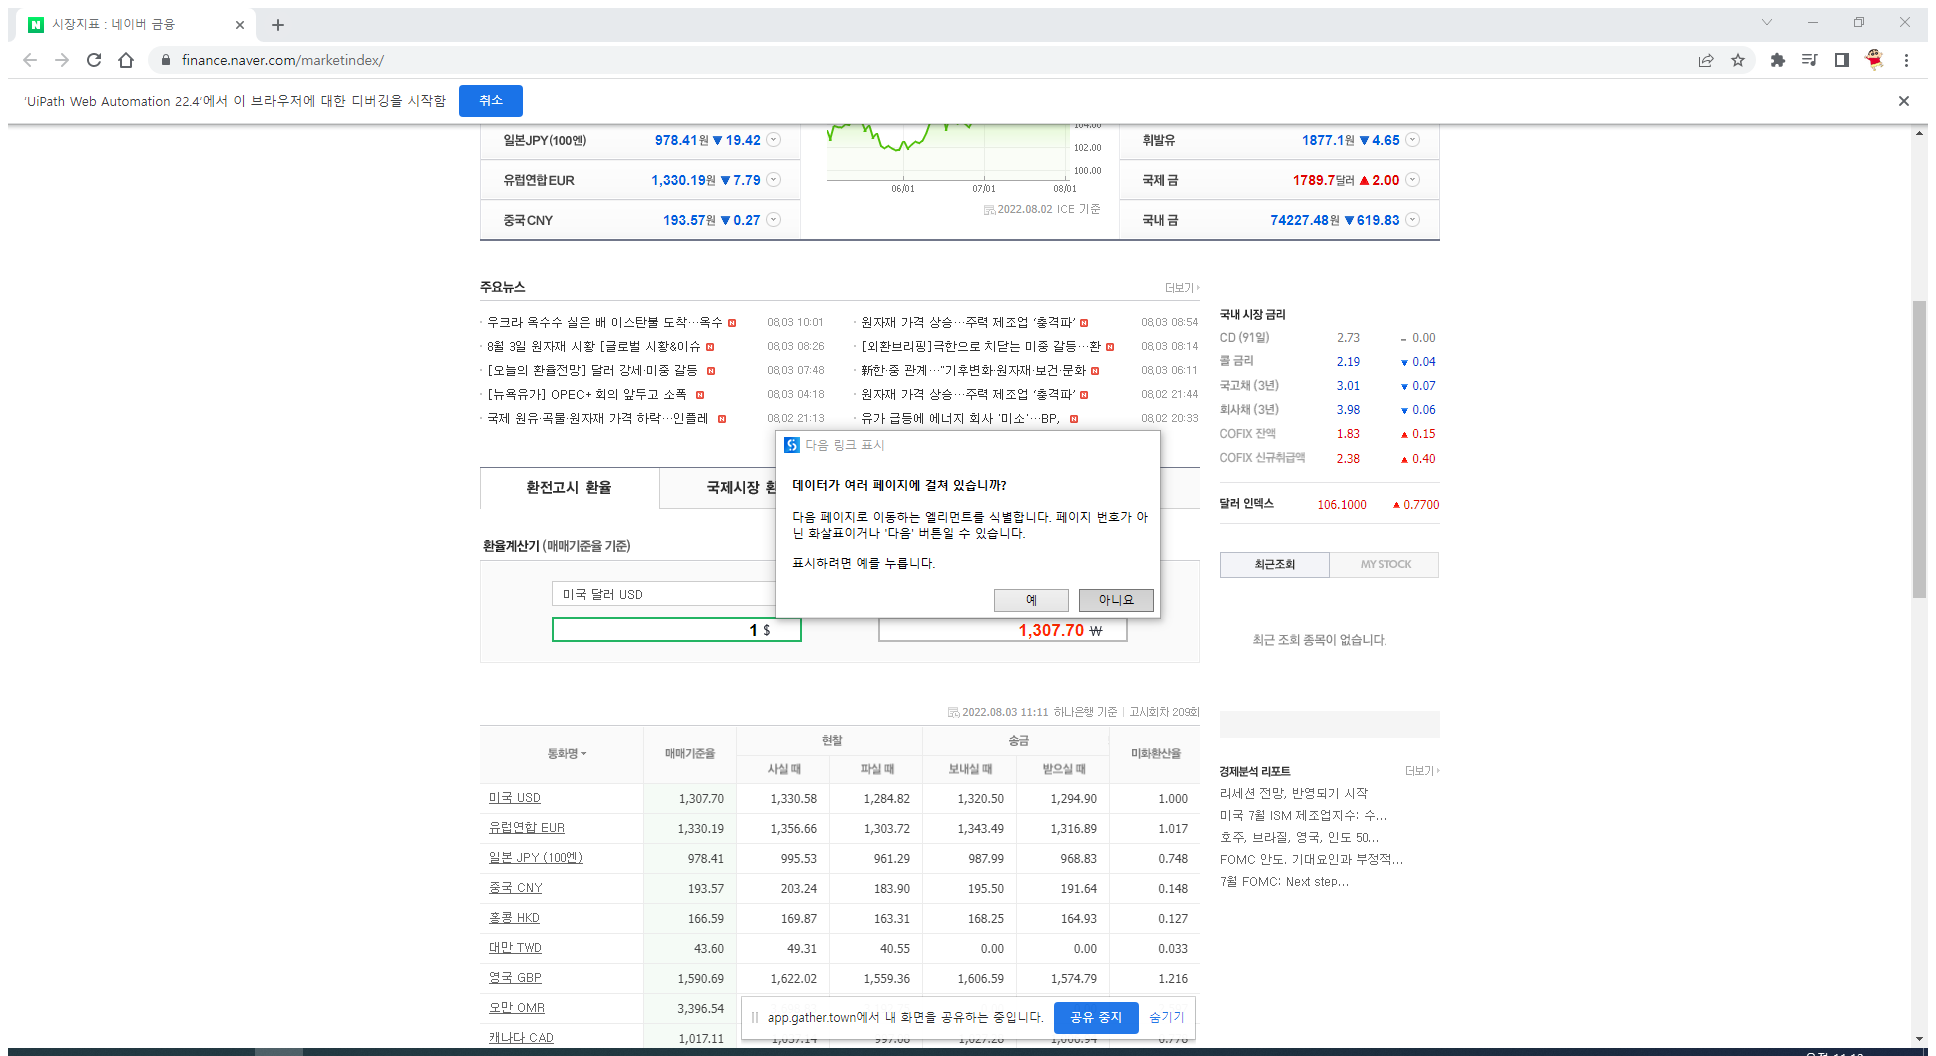 시장지표 : 네이버 금융
finance.naver.com/marketindex/
'UiPath Web Automation 22.4'에서 이 브라우저에 대한 디버깅을 시작함 취소
일본JPY(100엔) 978.41원 ▼ 19.42
유럽연합EUR 1,330.19원 ▼ 7.79
중국CNY 193.57원 ▼ 0.27
104.00
102.00
100.00
06/01 07/01 08/01
2022.08.02 ICE 기준
휘발유 1877.1원 ▼ 4.65
국제 금 1789.7달러 ▲ 2.00
국내 금 74227.48원 ▼ 619.83
주요뉴스 더보기
우크라 옥수수 실은 배 이스탄불 도착…옥수 N 08.03 10:01
8월 3일 원자재 시황 [글로벌 시황&이슈 N 08.03 08:26
[오늘의 환율전망] 달러 강세·미중 갈등 N 08.03 07:48
[뉴욕유가] OPEC+ 회의 앞두고 소폭 N 08.03 04:18
국제 원유·곡물·원자재 가격 하락…인플레 N 08.02 21:13
원자재 가격 상승…주력 제조업 '충격파' N 08.03 08:54
[외환브리핑]극한으로 치닫는 미중 갈등…환 N 08.03 08:14
新한·중 관계…"기후변화·원자재·보건·문화 N 08.03 06:11
원자재 가격 상승…주력 제조업 '충격파' N 08.02 21:44
유가 급등에 에너지 회사 '미소'…BP, N 08.02 20:33
국내 시장 금리
CD (91일) 2.73 - 0.00
콜 금리 2.19 ▼ 0.04
국고채 (3년) 3.01 ▼ 0.07
회사채 (3년) 3.98 ▼ 0.06
COFIX 잔액 1.83 ▲ 0.15
COFIX 신규취급액 2.38 ▲ 0.40
달러 인덱스 106.1000 ▲ 0.7700
최근조회 MY STOCK
최근 조회 종목이 없습니다.
다음 링크 표시
데이터가 여러 페이지에 걸쳐 있습니까?
다음 페이지로 이동하는 엘리먼트를 식별합니다. 페이지 번호가 아
닌 화살표이거나 '다음' 버튼일 수 있습니다.
표시하려면 예를 누릅니다.
예 아니요
환전고시 환율 국제시장 환
환율계산기 (매매기준율 기준)
미국 달러 USD
1 $ 1,307.70 ₩
2022.08.03 11:11 하나은행 기준 | 고시회차 209회
통화명 매매기준율 현찰 송금 미화환산율
사실 때 파실 때 보내실 때 받으실 때
미국 USD 1,307.70 1,330.58 1,284.82 1,320.50 1,294.90 1.000
유럽연합 EUR 1,330.19 1,356.66 1,303.72 1,343.49 1,316.89 1.017
일본 JPY (100엔) 978.41 995.53 961.29 987.99 968.83 0.748
중국 CNY 193.57 203.24 183.90 195.50 191.64 0.148
홍콩 HKD 166.59 169.87 163.31 168.25 164.93 0.127
대만 TWD 43.60 49.31 40.55 0.00 0.00 0.033
영국 GBP 1,590.69 1,622.02 1,559.36 1,606.59 1,574.79 1.216
오만 OMR 3,396.54
캐나다 CAD 1,017.11
app.gather.town에서 내 화면을 공유하는 중입니다. 공유 중지 숨기기
경제분석 리포트 더보기
리세션 전망, 반영되기 시작
미국 7월 ISM 제조업지수: 수...
호주, 브라질, 영국, 인도 50...
FOMC 안도. 기대요인과 부정적...
7월 FOMC: Next step...